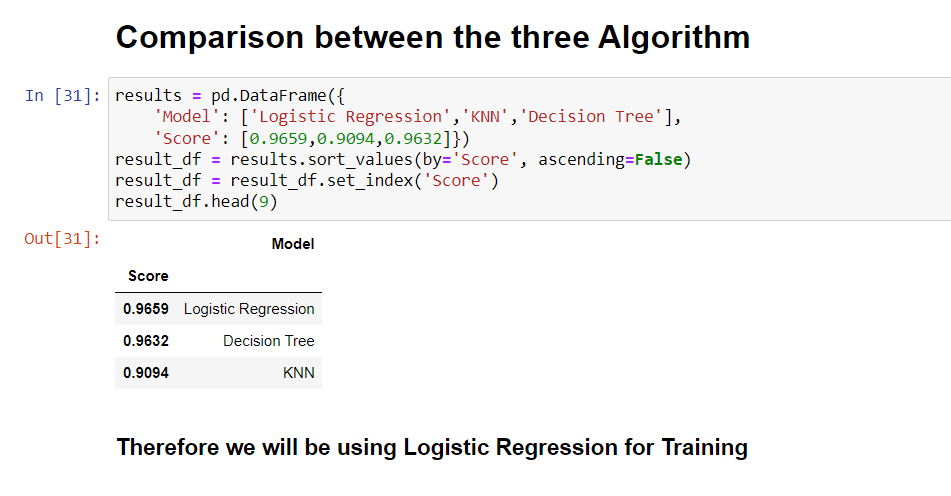 Comparison between the three Algorithm
In [31]: results = pd.DataFrame({
'Model': ['Logistic Regression','KNN','Decision Tree'],
'Score': [0.9659,0.9094,0.9632]})
result_df = results.sort_values(by='Score', ascending=False)
result_df = result_df.set_index('Score')
result_df.head(9)
Out[31]: Model
Score
0.9659 Logistic Regression
0.9632 Decision Tree
0.9094 KNN
Therefore we will be using Logistic Regression for Training